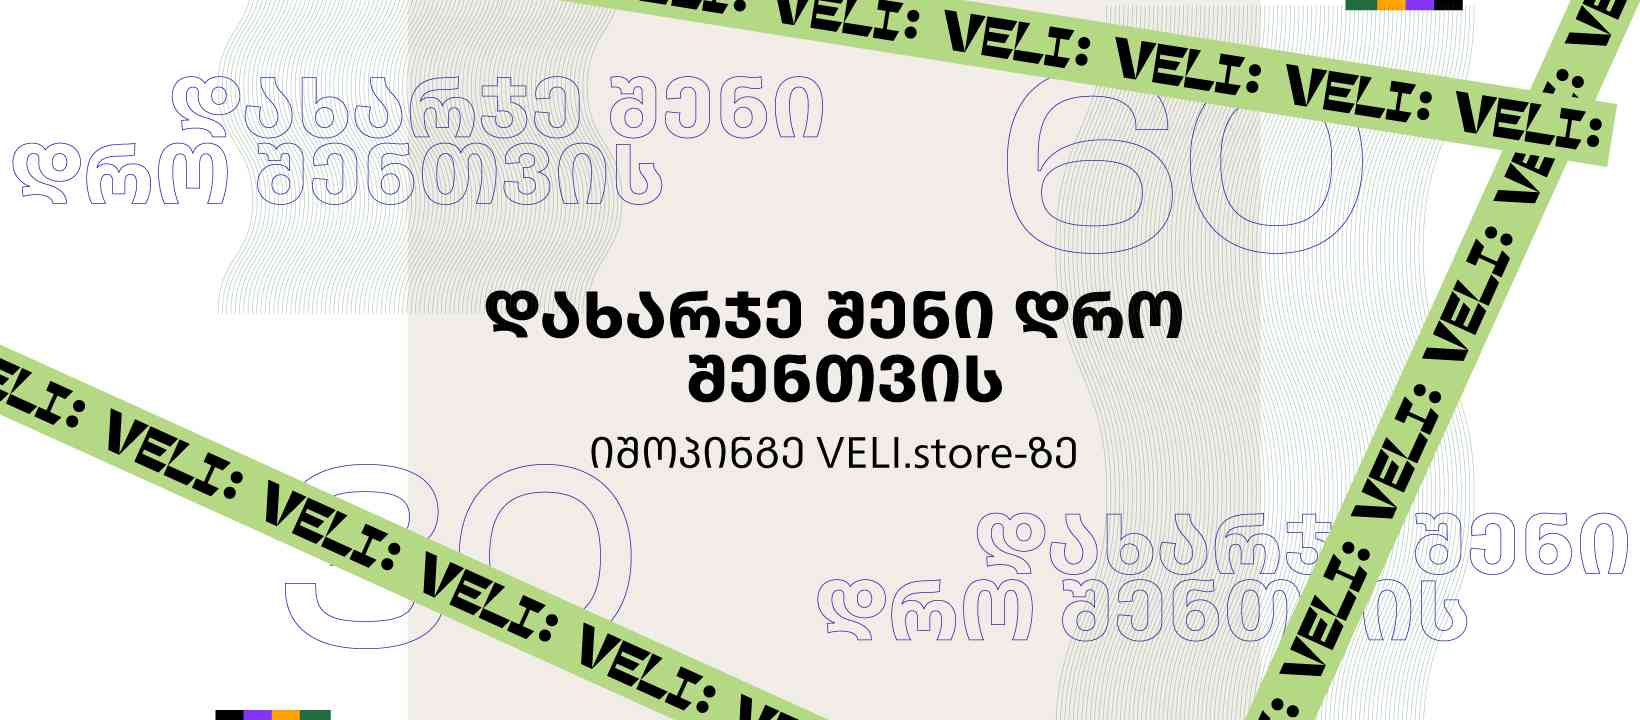 VELI: VELI: VELI: VELI: VELI:
დახარჯე შენი
დრო შენთვის
60
დახარჯე შენი დრო
შენთვის
იშოპინგე VELI.store-ზე
VELI: VELI: VELI: VELI:
VELI: VELI: VELI: VELI:
30
დახარჯე შენი
დრო შენთვის